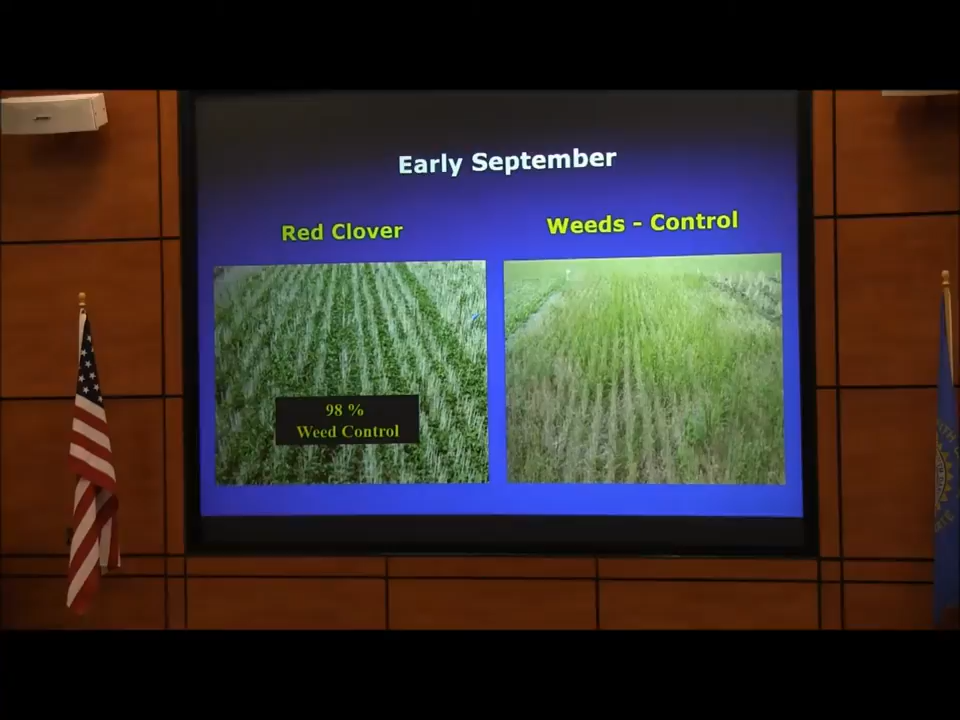 Early September
Red Clover
Weeds - Control
98 %
Weed Control